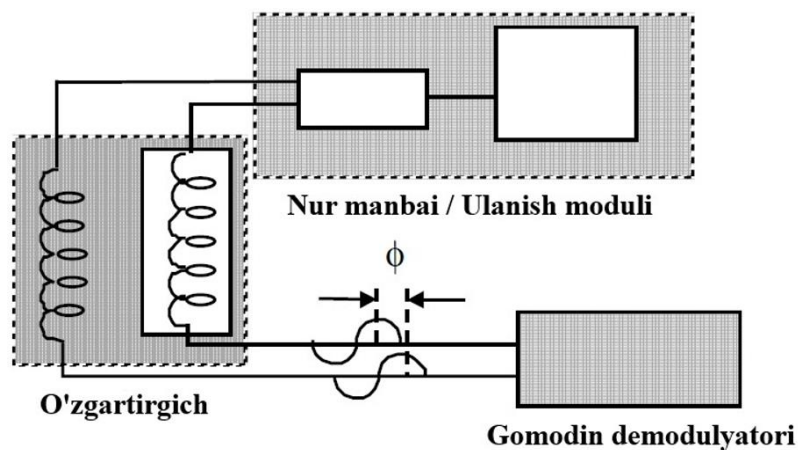 Nur manbai / Ulanish moduli
ϕ
O'zgartirgich
Gomodin demodulyatori